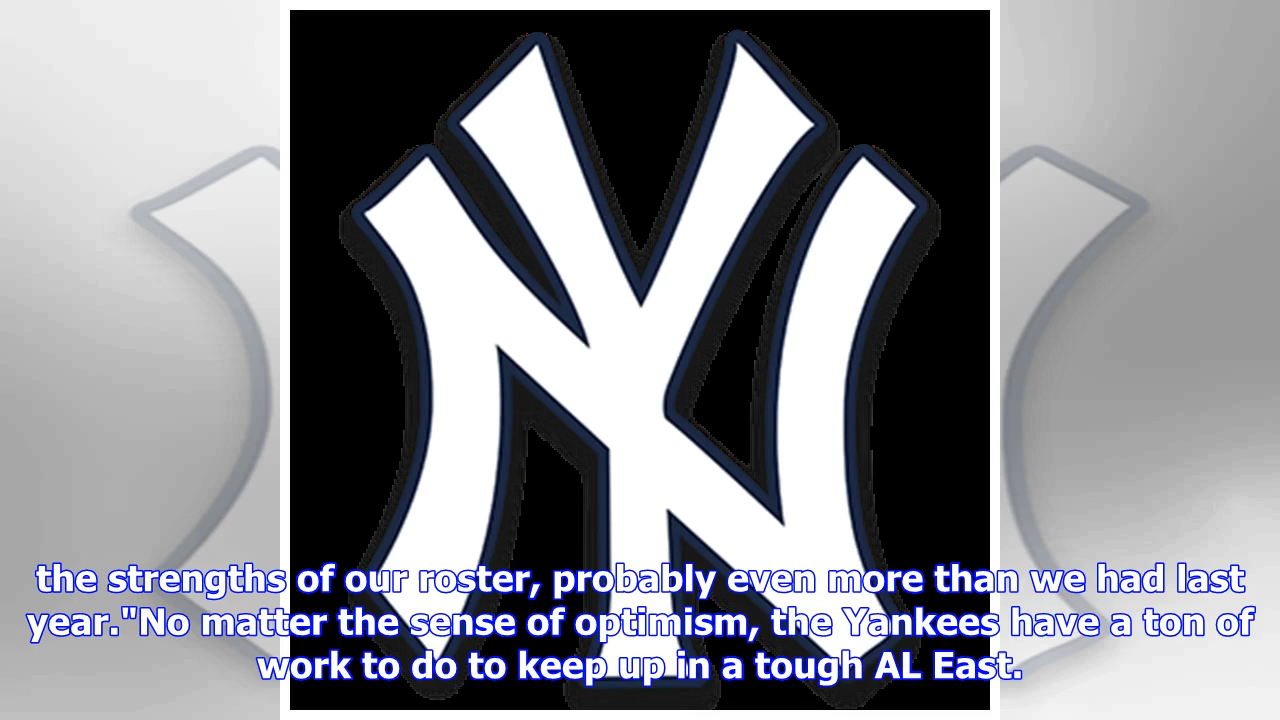 NY
the strengths of our roster, probably even more than we had last
year."No matter the sense of optimism, the Yankees have a ton of
work to do to keep up in a tough AL East.